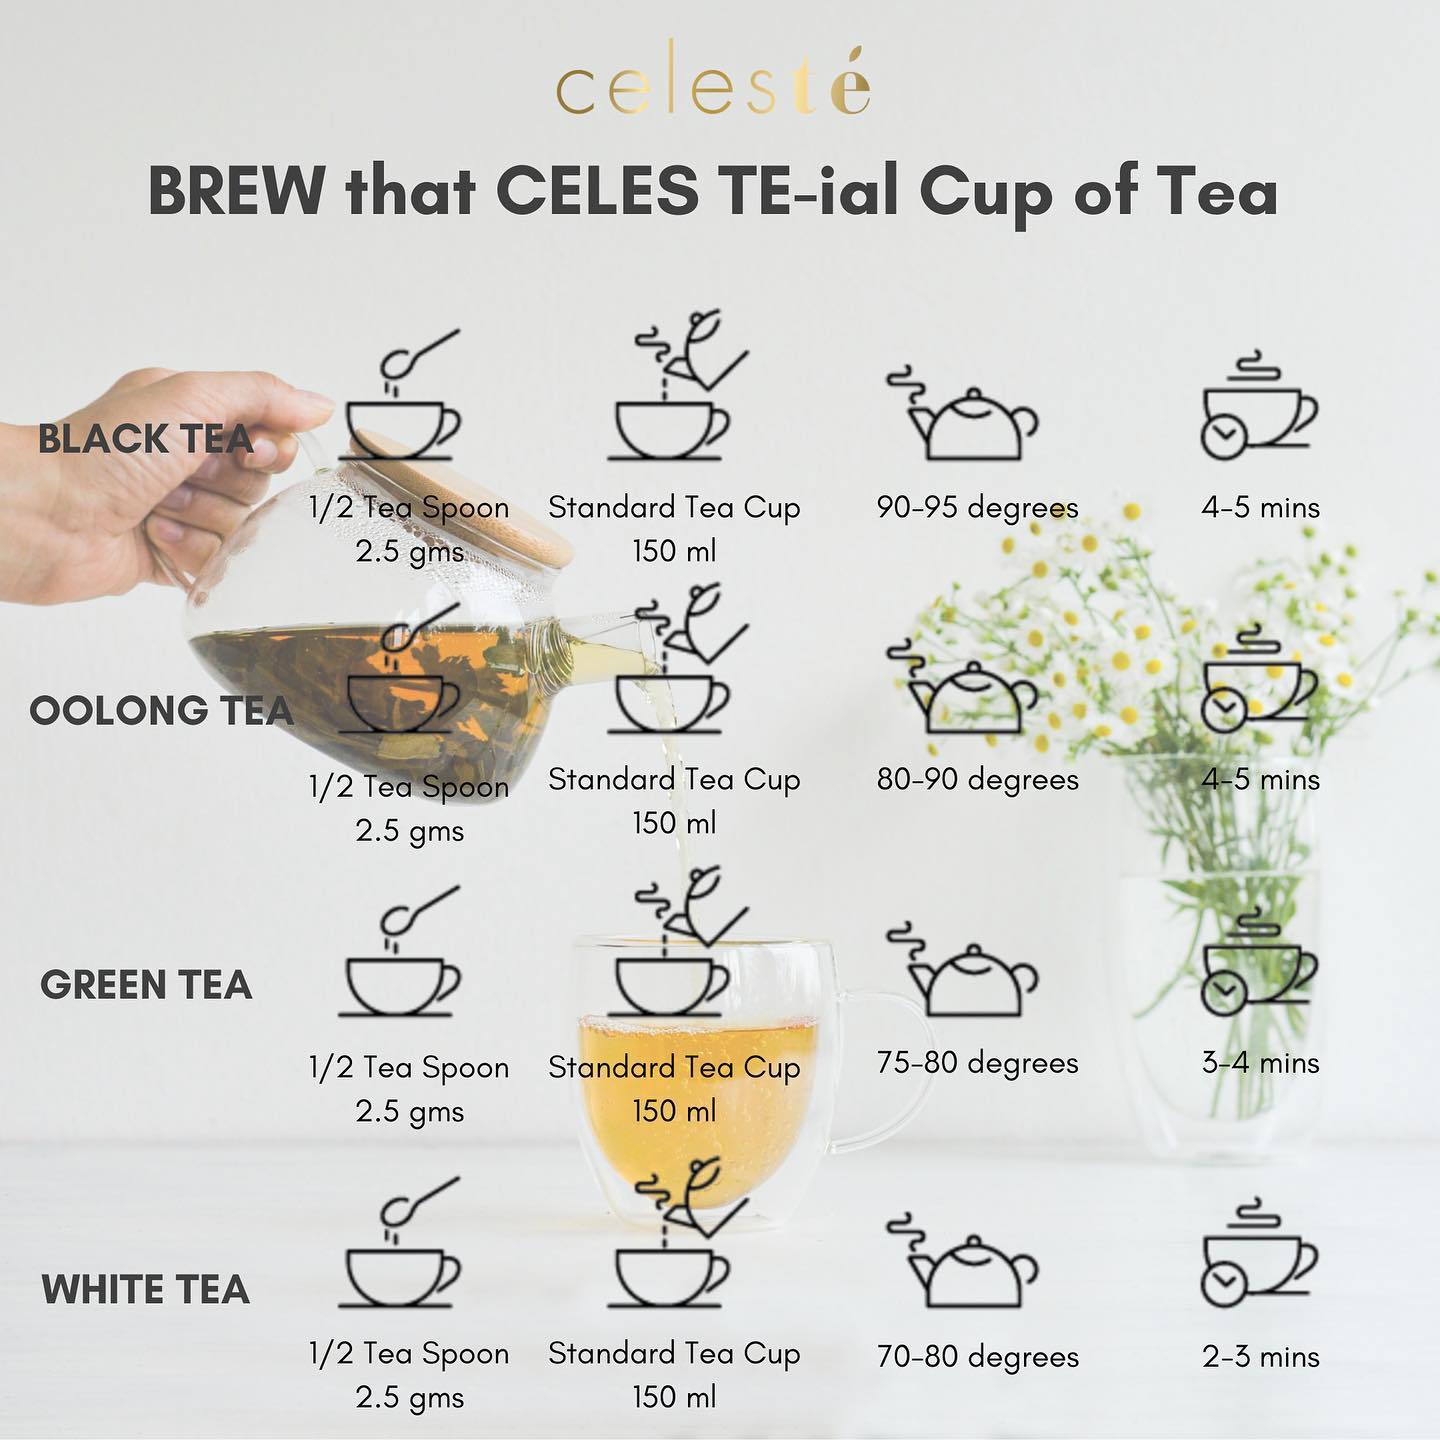 celesté
BREW that CELES TE-ial Cup of Tea
BLACK TEA
1/2 Tea Spoon
2.5 gms
Standard Tea Cup
150 ml
90-95 degrees
4-5 mins
OOLONG TEA
1/2 Tea Spoon
2.5 gms
Standard Tea Cup
150 ml
80-90 degrees
4-5 mins
GREEN TEA
1/2 Tea Spoon
2.5 gms
Standard Tea Cup
150 ml
75-80 degrees
3-4 mins
WHITE TEA
1/2 Tea Spoon
2.5 gms
Standard Tea Cup
150 ml
70-80 degrees
2-3 mins